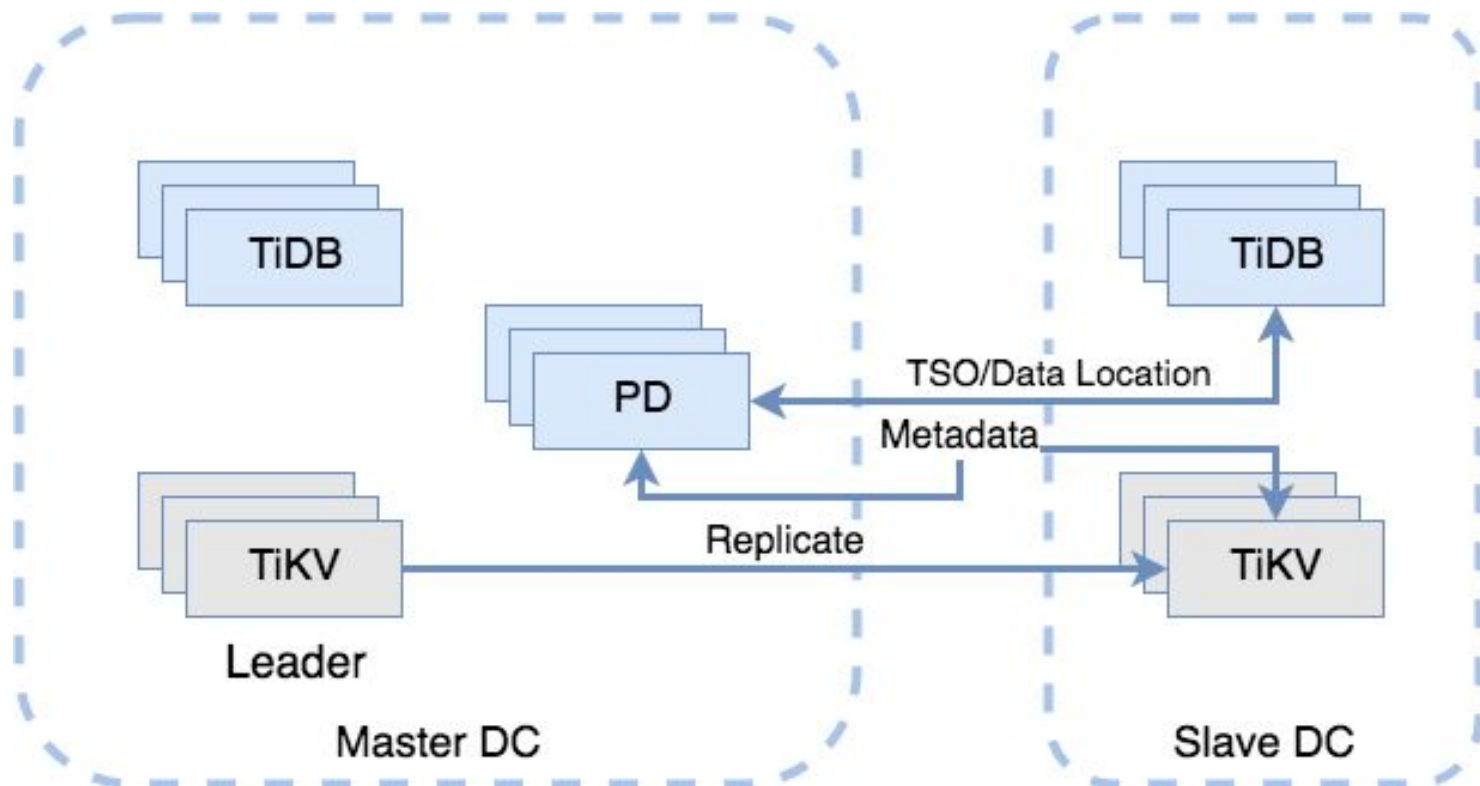 TiDB
TiDB
PD
TSO/Data Location
Metadata
Replicate
TiKV
TiKV
Leader
Master DC
Slave DC